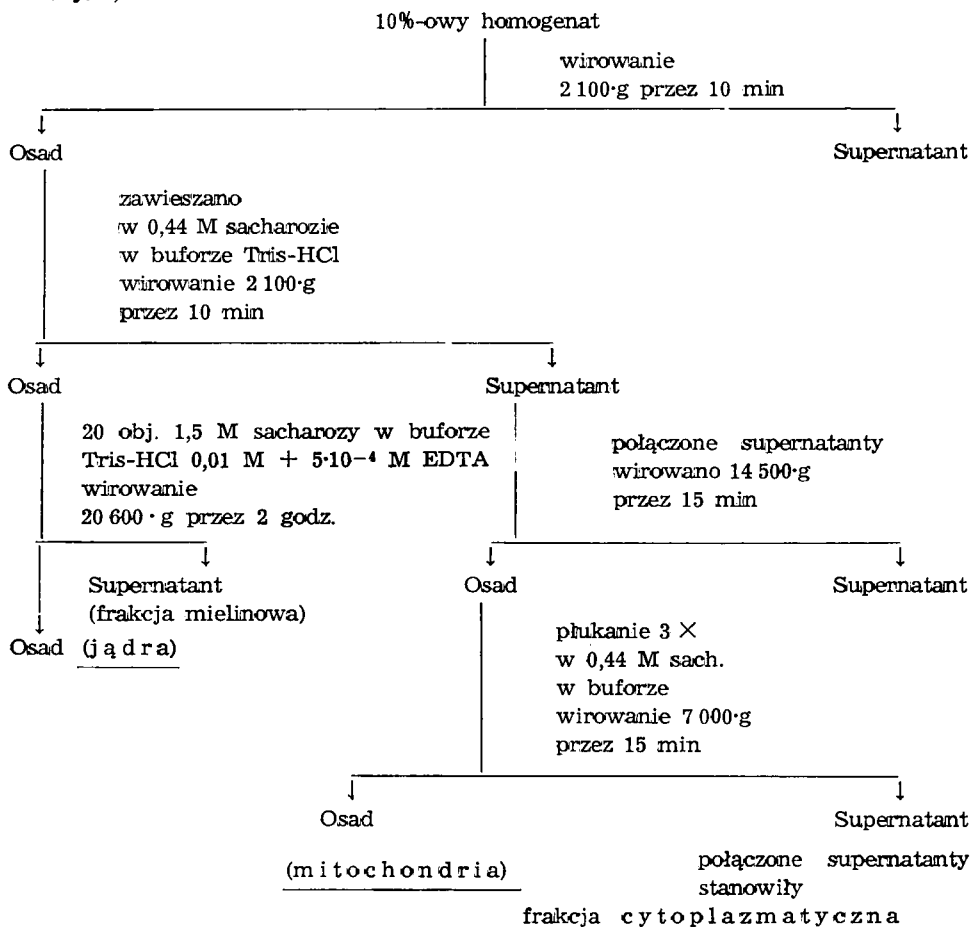 10%-owy homogenat
wirowanie
2 100·g przez 10 min
Osad
Supernatant
zawieszano
w 0,44 M sacharozie
w buforze Tris-HCl
wirowanie 2 100·g
przez 10 min
Osad
Supernatant
20 obj. 1,5 M sacharozy w buforze
Tris-HCl 0,01 M + 5·10⁻⁴ M EDTA
wirowanie
20 600 · g przez 2 godz.
połączone supernatanty
wirowano 14 500·g
przez 15 min
Supernatant
(frakcja mielinowa)
Osad (jądra)
Osad
Supernatant
płukanie 3 ×
w 0,44 M sach.
w buforze
wirowanie 7 000·g
przez 15 min
Osad
(mitochondria)
Supernatant
połączone supernatanty
stanowiły
frakcja cytoplazmatyczna